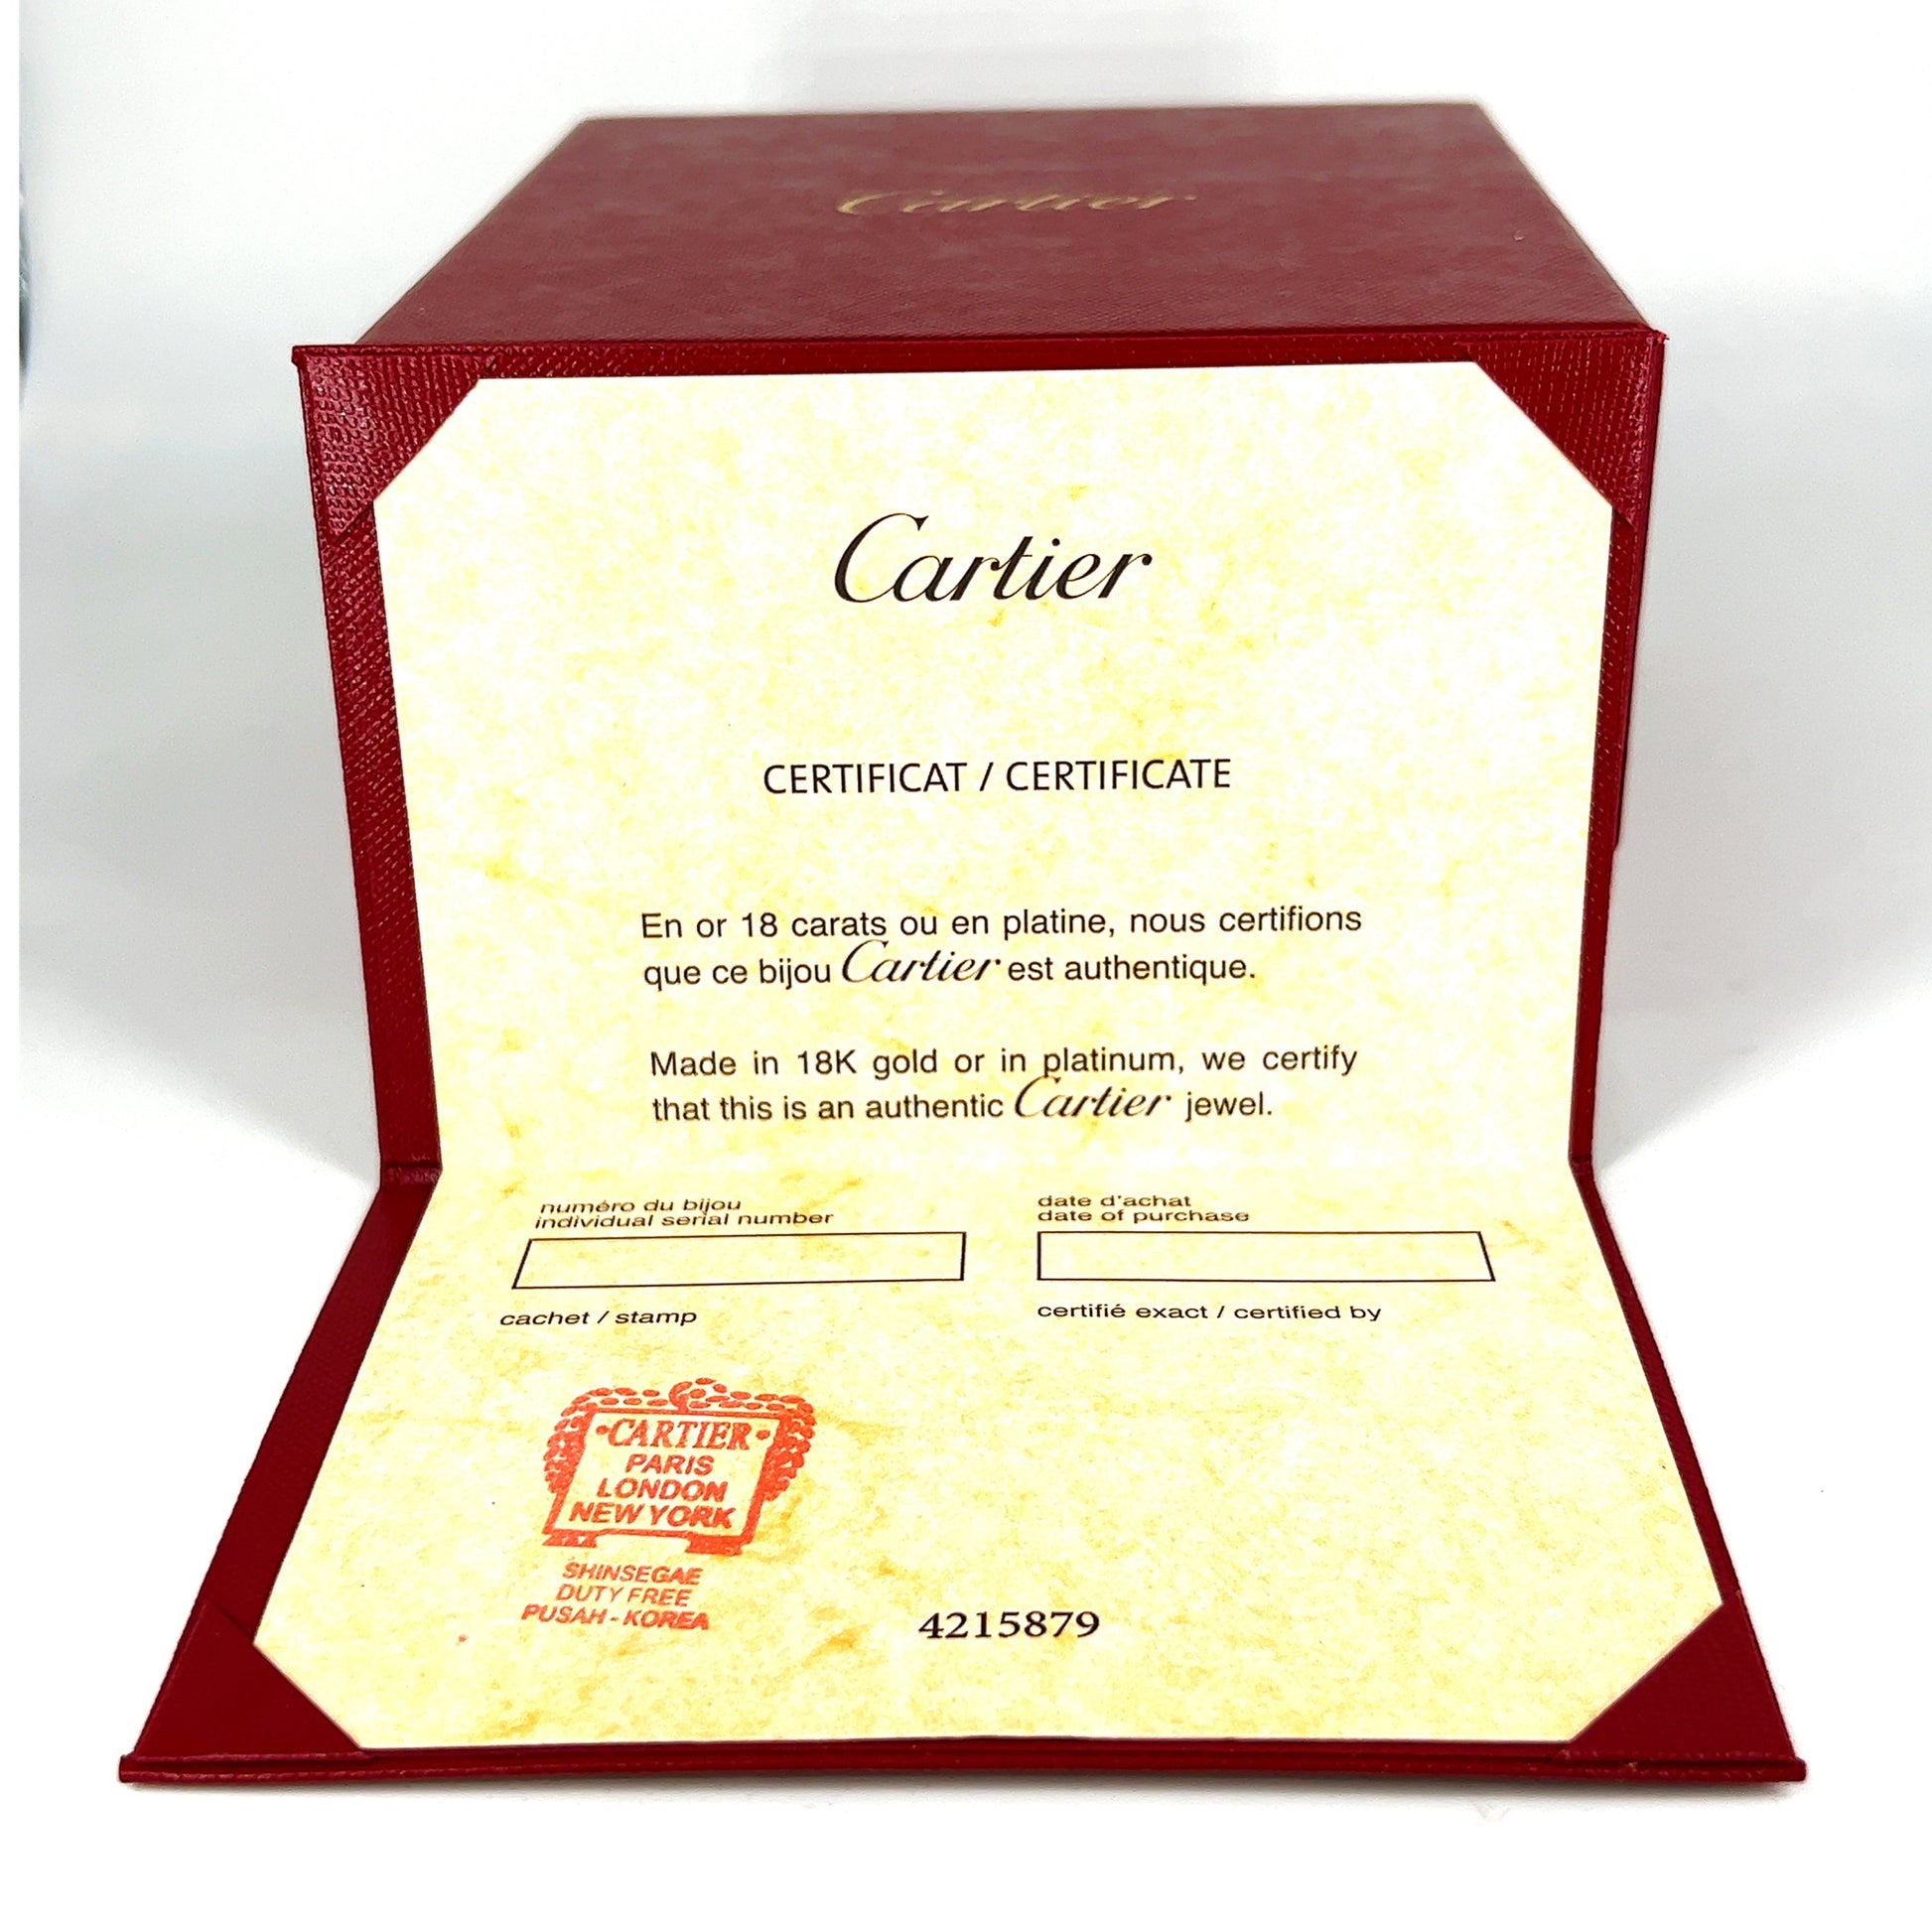 Cartier
Cartier
CERTIFICAT / CERTIFICATE
En or 18 carats ou en platine, nous certifions
que ce bijou Cartier est authentique.
Made in 18K gold or in platinum, we certify
that this is an authentic Cartier jewel.
numéro du bijou
individual serial number
date d'achat
date of purchase
cachet / stamp
certifié exact / certified by
•CARTIER•
PARIS
LONDON
NEW YORK
SHINSEGAE
DUTY FREE
PUSAH - KOREA
4215879